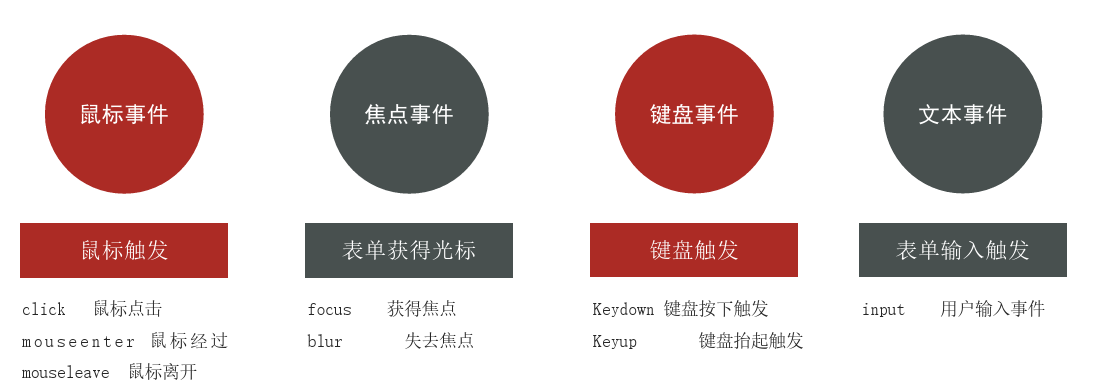 鼠标事件
鼠标触发
click 鼠标点击
mouseenter 鼠标经过
mouseleave 鼠标离开
焦点事件
表单获得光标
focus 获得焦点
blur 失去焦点
键盘事件
键盘触发
Keydown 键盘按下触发
Keyup 键盘抬起触发
文本事件
表单输入触发
input 用户输入事件